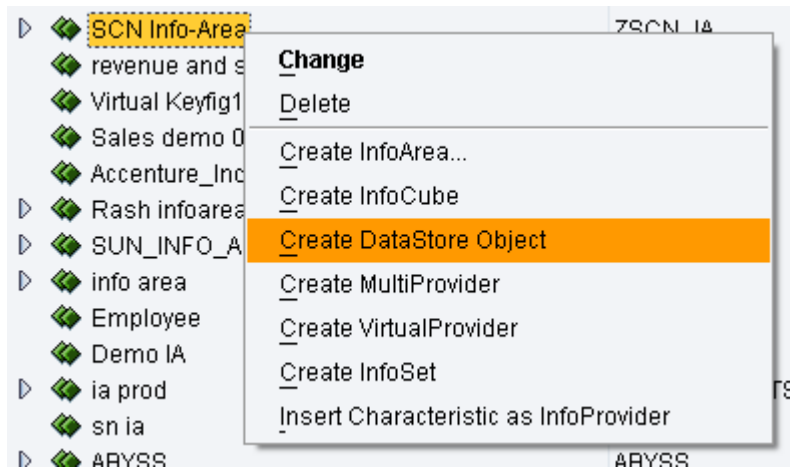 SCN Info-Area ZSCN_IA
revenue and s
Virtual Keyfig1
Sales demo 0
Accenture_Inc
Rash infoarea
SUN_INFO_A
info area
Employee
Demo IA
ia prod
sn ia
ABYSS ABYSS
Change
Delete
Create InfoArea...
Create InfoCube
Create DataStore Object
Create MultiProvider
Create VirtualProvider
Create InfoSet
Insert Characteristic as InfoProvider